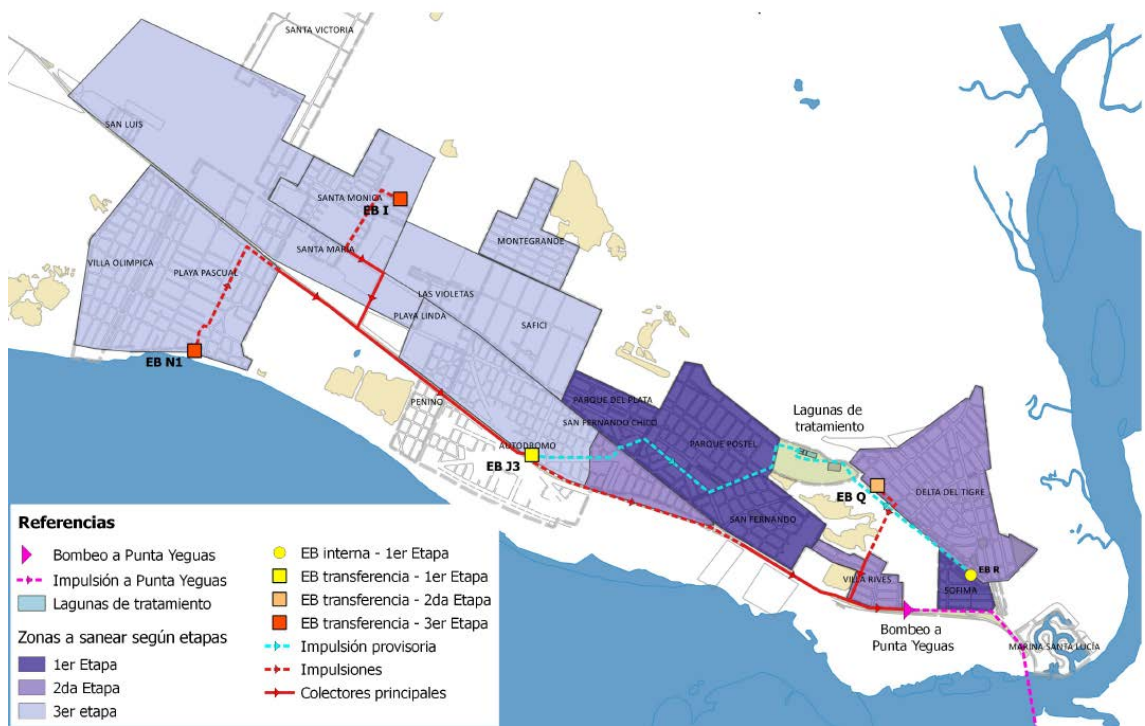 SANTA VICTORIA
SAN LUIS
SANTA MONICA
EB I
MONTEGRANDE
SANTA MARIA
VILLA OLIMPICA
PLAYA PASCUAL
LAS VIOLETAS
PLAYA LINDA
SAFICI
EB N1
PENINO
PARQUE DEL PLATA
SAN FERNANDO CHICO
PARQUE POSTEL
Lagunas de
tratamiento
AUTODROMO
EB J3
EB Q
DELTA DEL TIGRE
SAN FERNANDO
EB R
VILLA RIVES
SOFIMA
Bombeo a
Punta Yeguas
MARINA SANTA LUCÍA
Referencias
Bombeo a Punta Yeguas
Impulsión a Punta Yeguas
Lagunas de tratamiento
Zonas a sanear según etapas
1er Etapa
2da Etapa
3er etapa
EB interna - 1er Etapa
EB transferencia - 1er Etapa
EB transferencia - 2da Etapa
EB transferencia - 3er Etapa
Impulsión provisoria
Impulsiones
Colectores principales